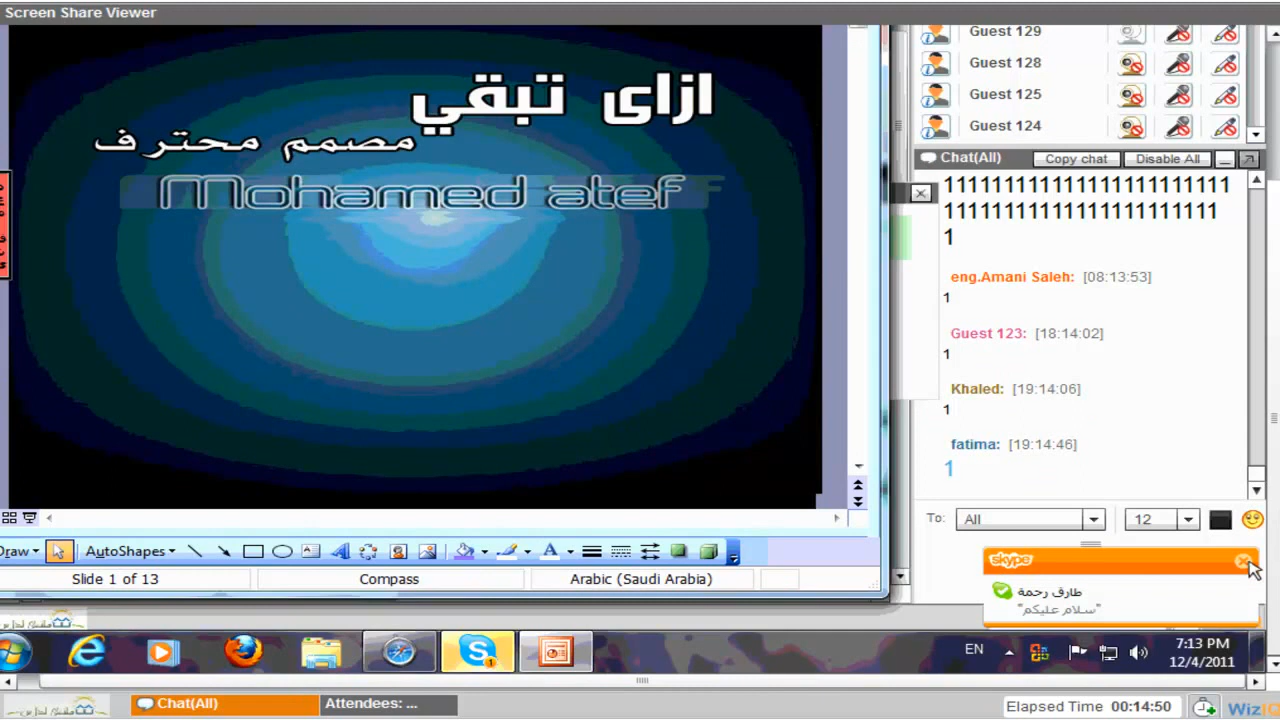 Screen Share Viewer
ازاى تبقي
مصمم محترف
Mohamed atef
Guest 129
Guest 128
Guest 125
Guest 124
Chat(All) Copy chat Disable All
1
eng.Amani Saleh: [08:13:53]
1
Guest 123: [18:14:02]
1
Khaled: [19:14:06]
1
fatima: [19:14:46]
1
To: All 12
skype
طارق رحمة
"سلام عليكم"
AutoShapes
Slide 1 of 13 Compass Arabic (Saudi Arabia)
EN 7:13 PM
12/4/2011
Chat(All) Attendees: ...
Elapsed Time 00:14:50